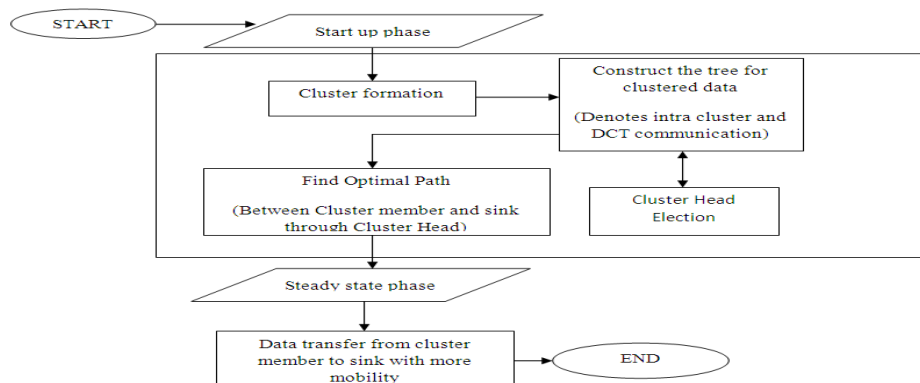 START
Start up phase
Cluster formation
Construct the tree for
clustered data
(Denotes intra cluster and
DCT communication)
Find Optimal Path
(Between Cluster member and sink
through Cluster Head)
Cluster Head
Election
Steady state phase
Data transfer from cluster
member to sink with more
mobility
END